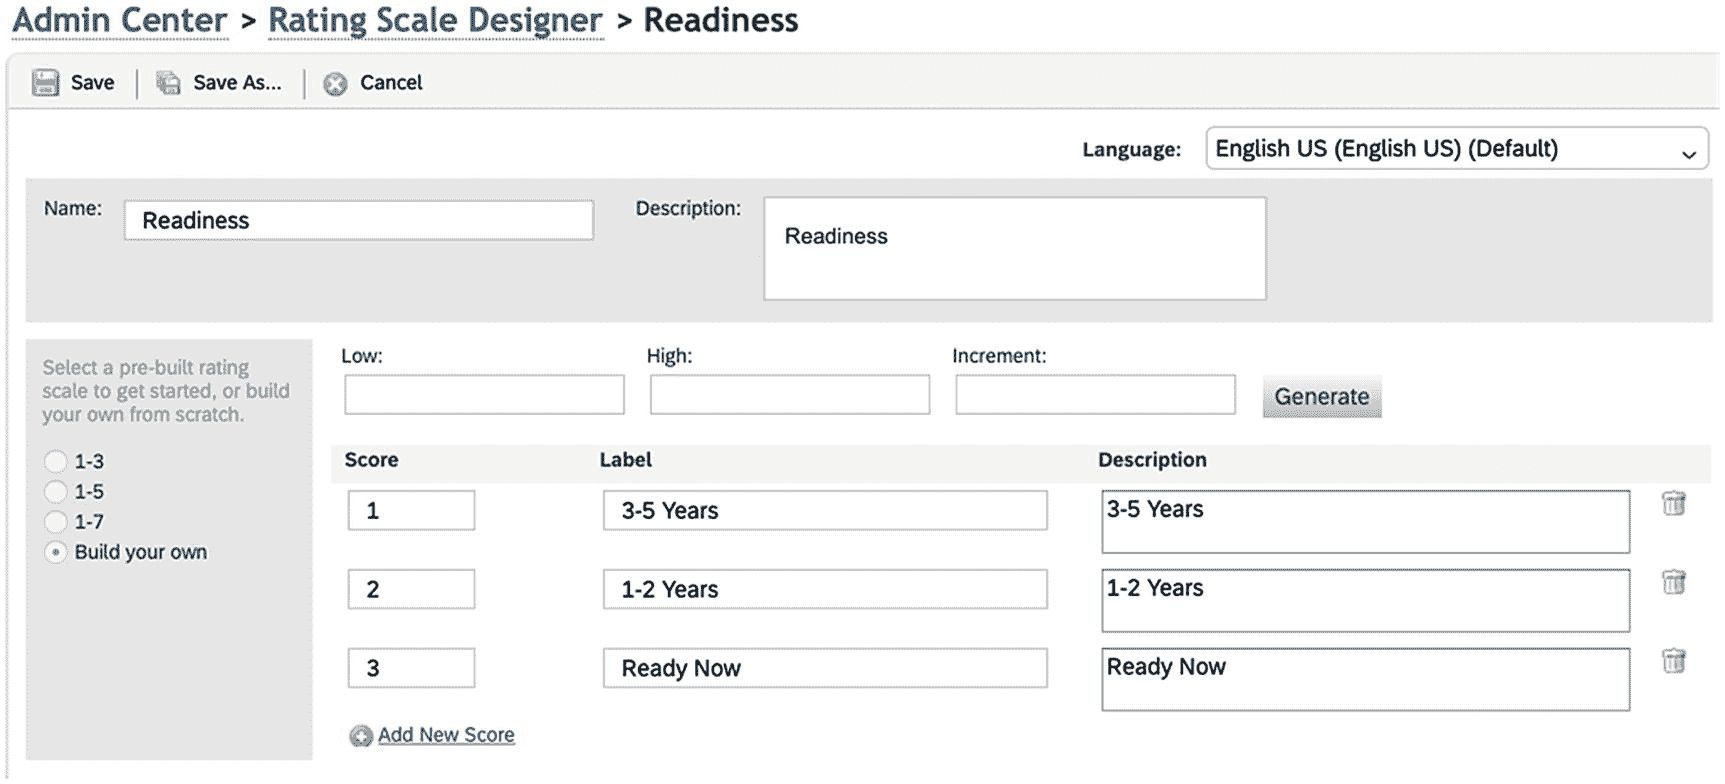 Admin Center > Rating Scale Designer > Readiness
Save | Save As... | Cancel
Language: English US (English US) (Default)
Name: Readiness Description: Readiness
Select a pre-built rating
scale to get started, or build
your own from scratch.
1-3
1-5
1-7
Build your own
Low: High: Increment:
Generate
Score Label Description
1 3-5 Years 3-5 Years
2 1-2 Years 1-2 Years
3 Ready Now Ready Now
Add New Score